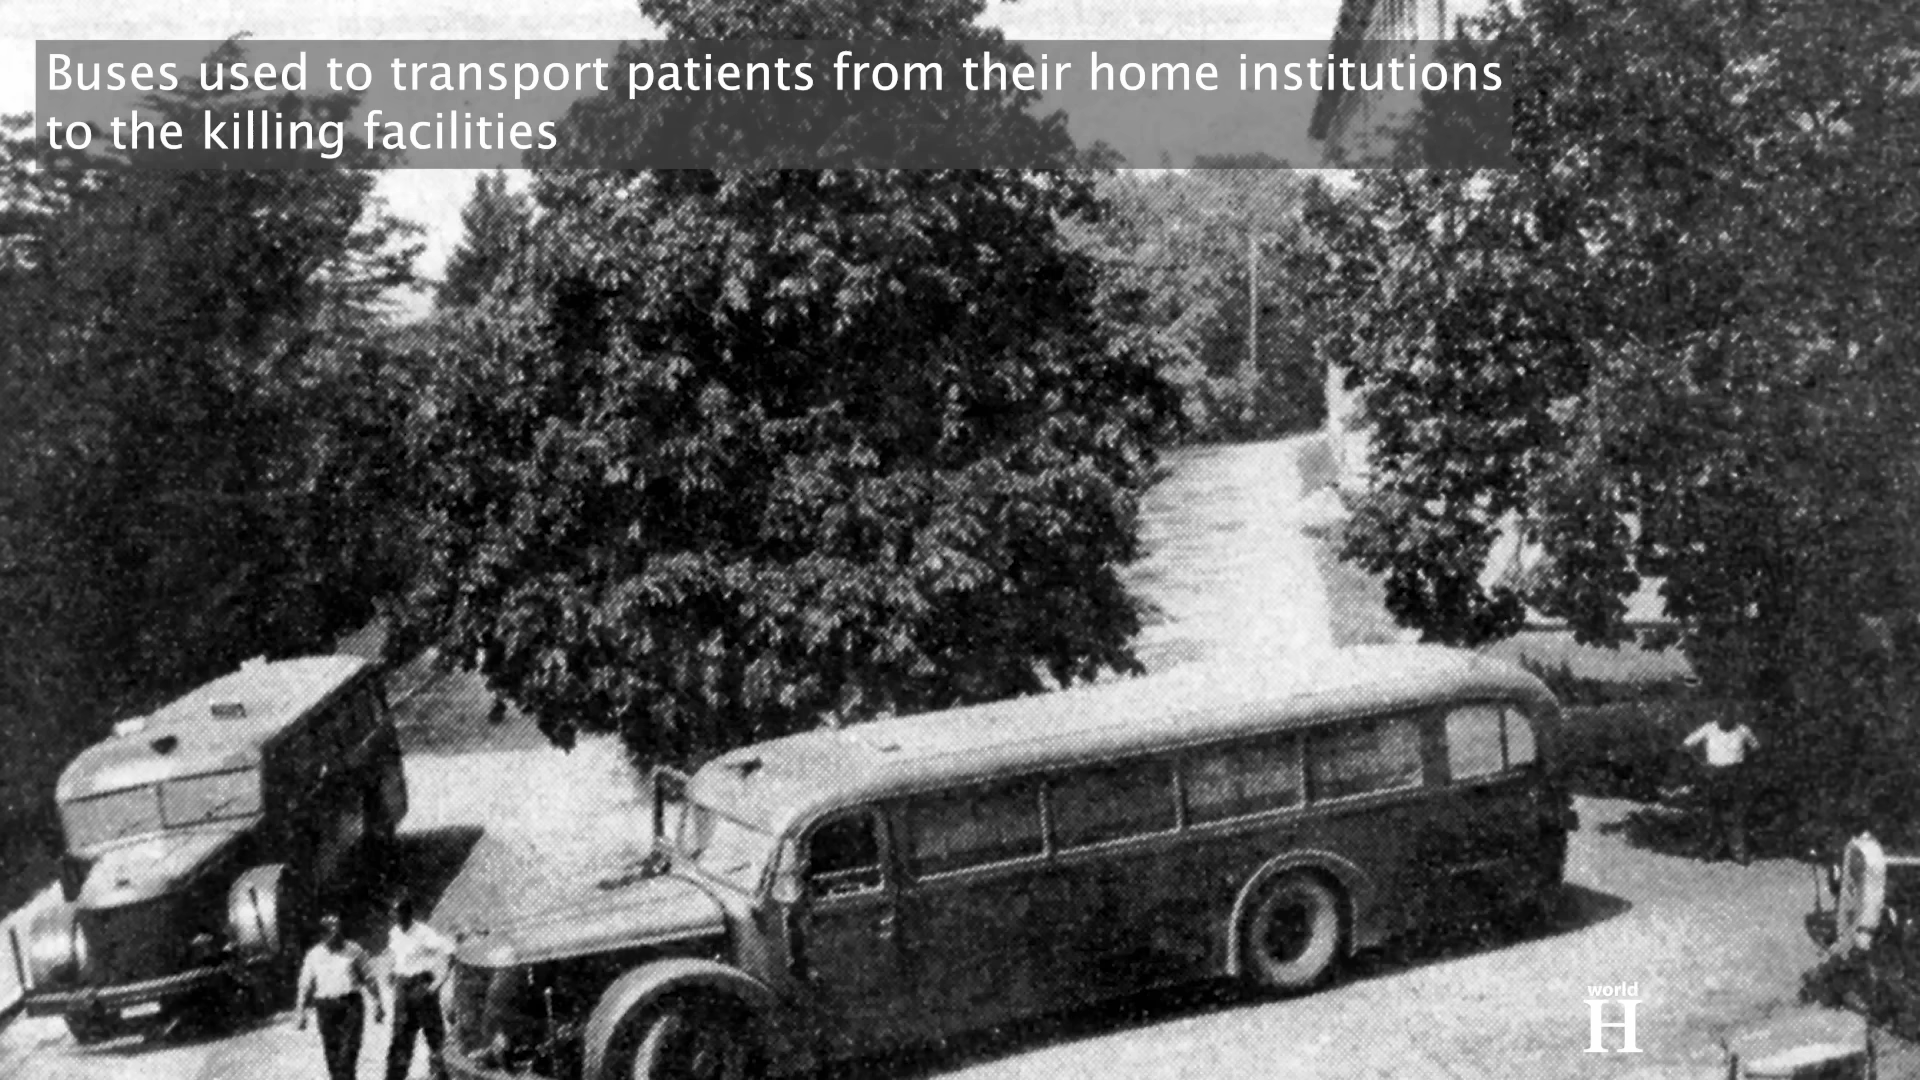 Buses used to transport patients from their home institutions
to the killing facilities
world
H